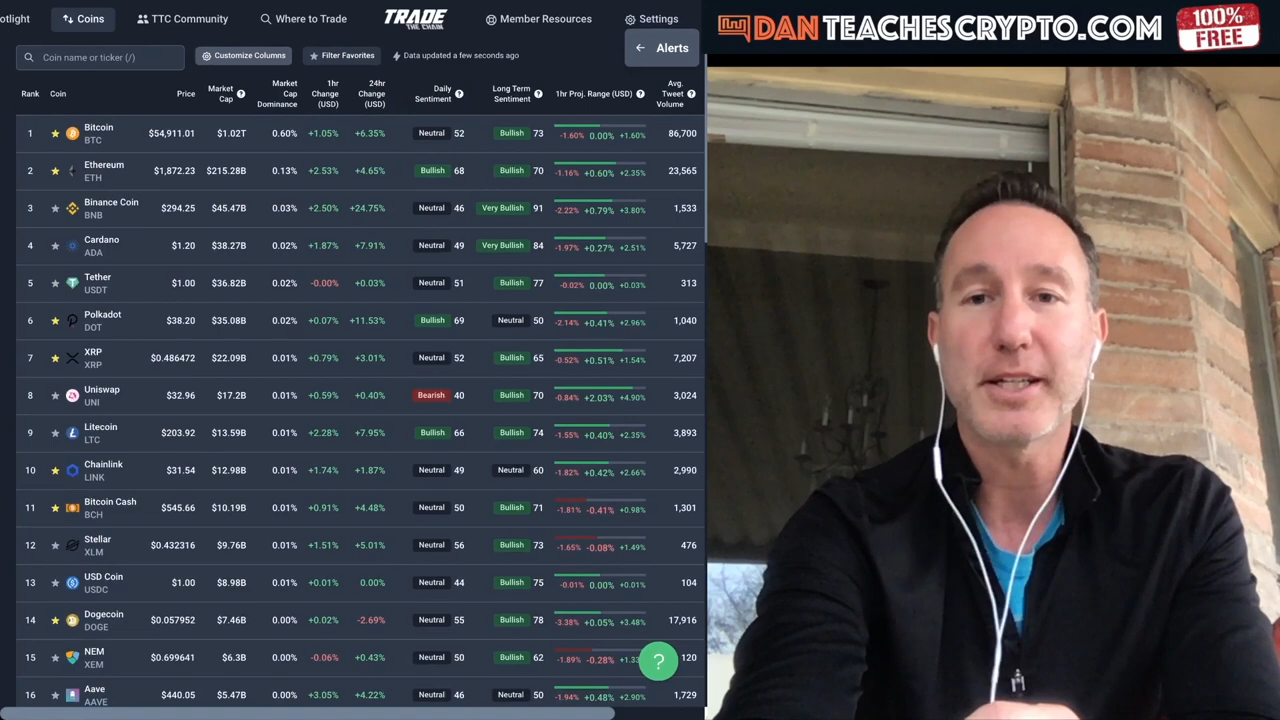 otlight
Coins
TTC Community
Where to Trade
TRADE
THE CHAIN
Member Resources
Settings
Coin name or ticker (/)
Customize Columns
Filter Favorites
Data updated a few seconds ago
Alerts
Rank Coin Price Market Cap Market Cap Dominance 1hr Change (USD) 24hr Change (USD) Daily Sentiment Long Term Sentiment 1hr Proj. Range (USD) Avg. Tweet Volume
1 Bitcoin BTC $54,911.01 $1.02T 0.60% +1.05% +6.35% Neutral 52 Bullish 73 -1.60% 0.00% +1.60% 86,700
2 Ethereum ETH $1,872.23 $215.28B 0.13% +2.53% +4.65% Bullish 68 Bullish 70 -1.16% +0.60% +2.35% 23,565
3 Binance Coin BNB $294.25 $45.47B 0.03% +2.50% +24.75% Neutral 46 Very Bullish 91 -2.22% +0.79% +3.80% 1,533
4 Cardano ADA $1.20 $38.27B 0.02% +1.87% +7.91% Neutral 49 Very Bullish 84 -1.97% +0.27% +2.51% 5,727
5 Tether USDT $1.00 $36.82B 0.02% -0.00% +0.03% Neutral 51 Bullish 77 -0.02% 0.00% +0.03% 313
6 Polkadot DOT $38.20 $35.08B 0.02% +0.07% +11.53% Bullish 69 Neutral 50 -2.14% +0.41% +2.96% 1,040
7 XRP XRP $0.486472 $22.09B 0.01% +0.79% +3.01% Neutral 52 Bullish 65 -0.52% +0.51% +1.54% 7,207
8 Uniswap UNI $32.96 $17.2B 0.01% +0.59% +0.40% Bearish 40 Bullish 70 -0.84% +2.03% +4.90% 3,024
9 Litecoin LTC $203.92 $13.59B 0.01% +2.28% +7.95% Bullish 66 Bullish 74 -1.55% +0.40% +2.35% 3,893
10 Chainlink LINK $31.54 $12.98B 0.01% +1.74% +1.87% Neutral 49 Neutral 60 -1.82% +0.42% +2.66% 2,990
11 Bitcoin Cash BCH $545.66 $10.19B 0.01% +0.91% +4.48% Neutral 50 Bullish 71 -1.81% -0.41% +0.98% 1,301
12 Stellar XLM $0.432316 $9.76B 0.01% +1.51% +5.01% Neutral 56 Bullish 73 -1.65% -0.08% +1.49% 476
13 USD Coin USDC $1.00 $8.98B 0.01% +0.01% 0.00% Neutral 44 Bullish 75 -0.01% 0.00% +0.01% 104
14 Dogecoin DOGE $0.057952 $7.46B 0.00% +0.02% -2.69% Neutral 55 Bullish 78 -3.38% +0.05% +3.48% 17,916
15 NEM XEM $0.699641 $6.3B 0.00% -0.06% +0.43% Neutral 50 Bullish 62 -1.89% -0.28% +1.33 120
16 Aave AAVE $440.05 $5.47B 0.00% +3.05% +4.22% Neutral 46 Neutral 50 -1.94% +0.48% +2.90% 1,729
?
DANTEACHESCRYPTO.COM
100%
FREE